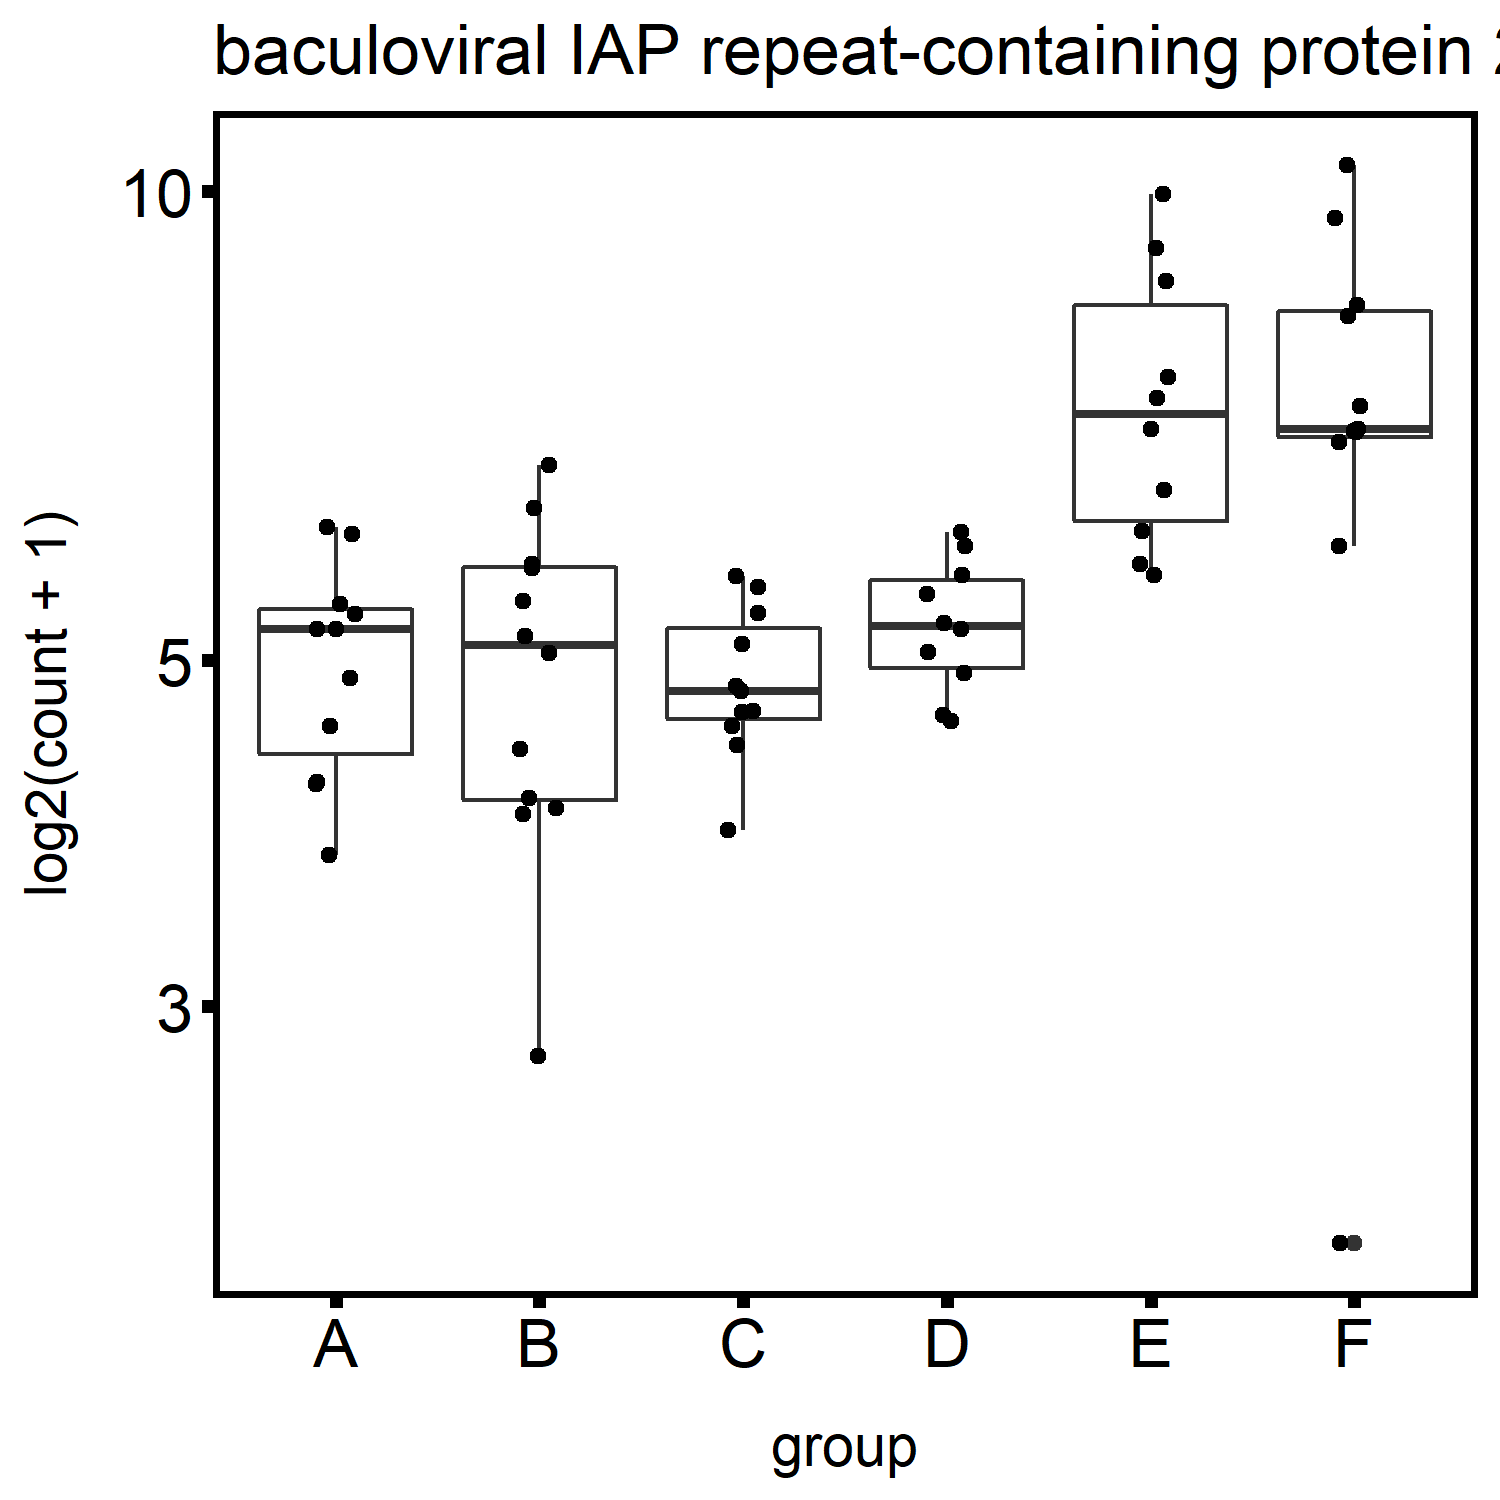 baculoviral IAP repeat-containing protein
10
5
3
log2(count + 1)
A B C D E F
group